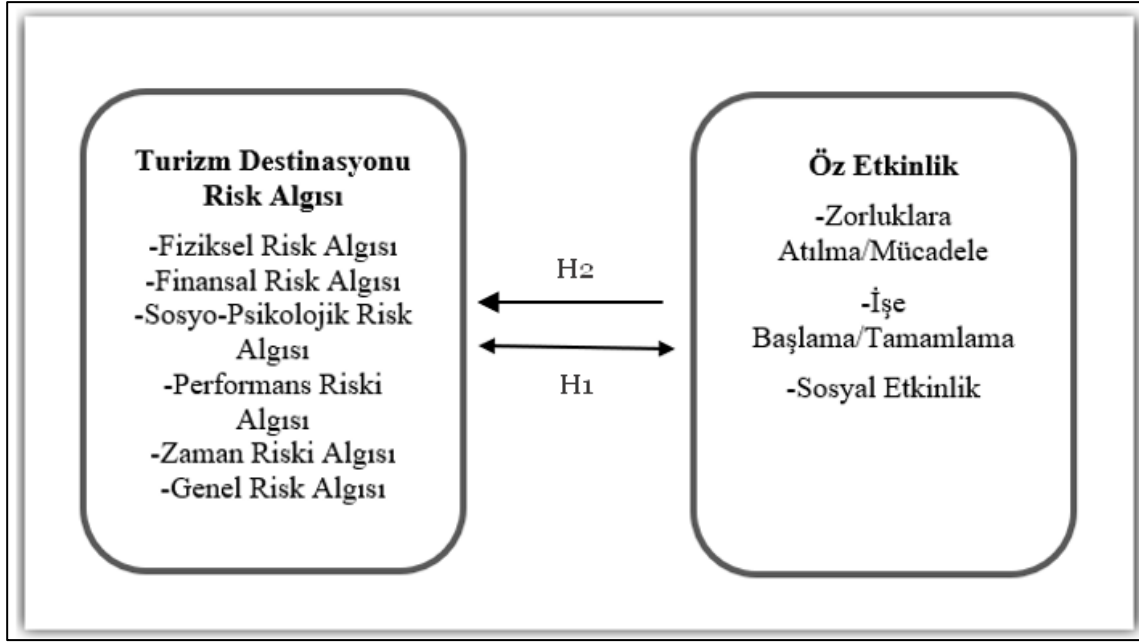 Turizm Destinasyonu
Risk Algısı
-Fiziksel Risk Algısı
-Finansal Risk Algısı
-Sosyo-Psikolojik Risk
Algısı
-Performans Riski
Algısı
-Zaman Riski Algısı
-Genel Risk Algısı
H2
H1
Öz Etkinlik
-Zorluklara
Atılma/Mücadele
-İşe
Başlama/Tamamlama
-Sosyal Etkinlik